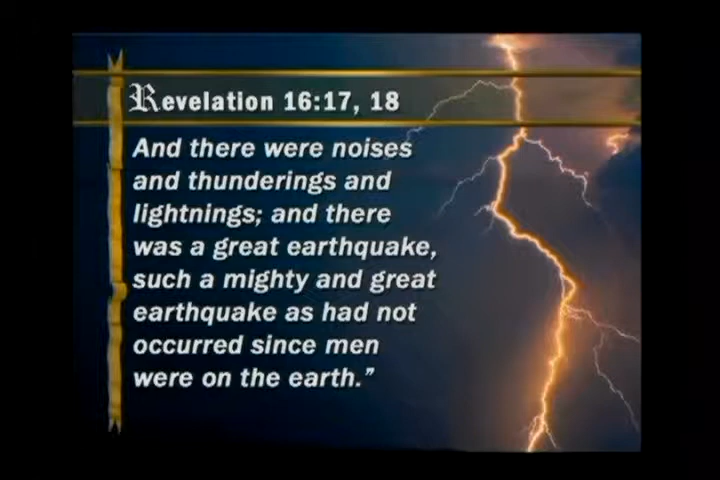 Revelation 16:17, 18
And there were noises
and thunderings and
lightnings; and there
was a great earthquake,
such a mighty and great
earthquake as had not
occurred since men
were on the earth.”